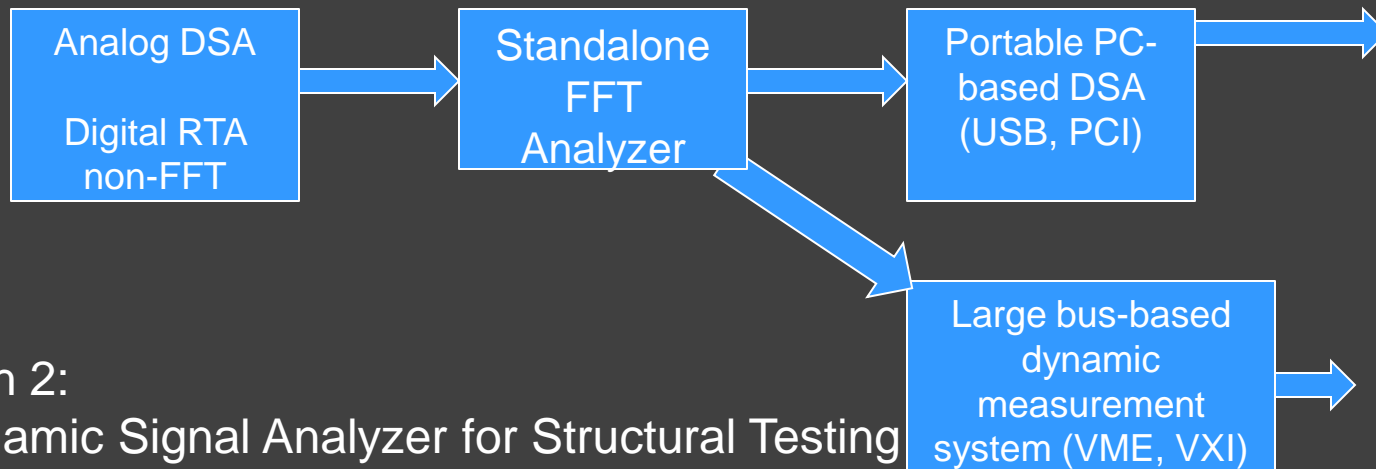 Analog DSA
Digital RTA
non-FFT
Standalone
FFT
Analyzer
Portable PC-
based DSA
(USB, PCI)
Large bus-based
dynamic
measurement
system (VME, VXI)
n 2:
amic Signal Analyzer for Structural Testing